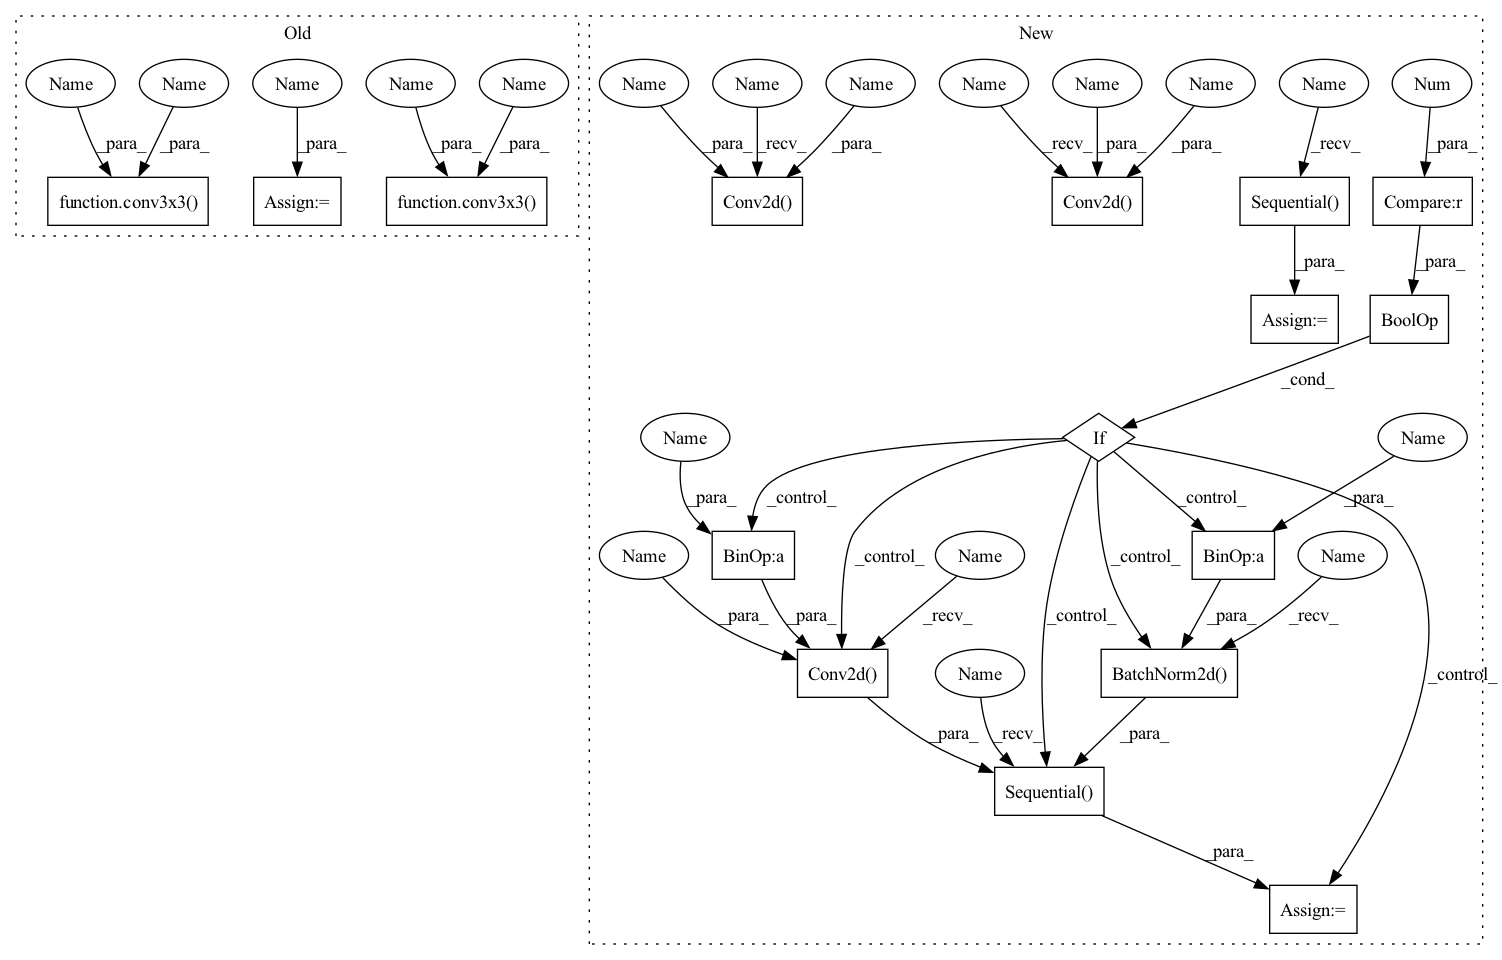 Old
New
Name
Name
Name
Name
Name
Name
Name
Name
Name
Name
Name
Name
Num
_para_
_para_
_para_
_para_
_para_
_para_
_recv_
_para_
_recv_
_para_
_para_
_recv_
_para_
function.conv3x3()
Assign:=
function.conv3x3()
Conv2d()
Conv2d()
Sequential()
Compare:r
_para_
_para_
Assign:=
BoolOp
_cond_
Name
If
Name
_para_
_control_
_control_
_para_
Name
BinOp:a
_control_
Name
_control_
BinOp:a
Name
_para_
_para_
_recv_
_control_
_para_
_recv_
Conv2d()
Name
BatchNorm2d()
_control_
_para_
_recv_
_para_
Sequential()
_para_
Assign:=